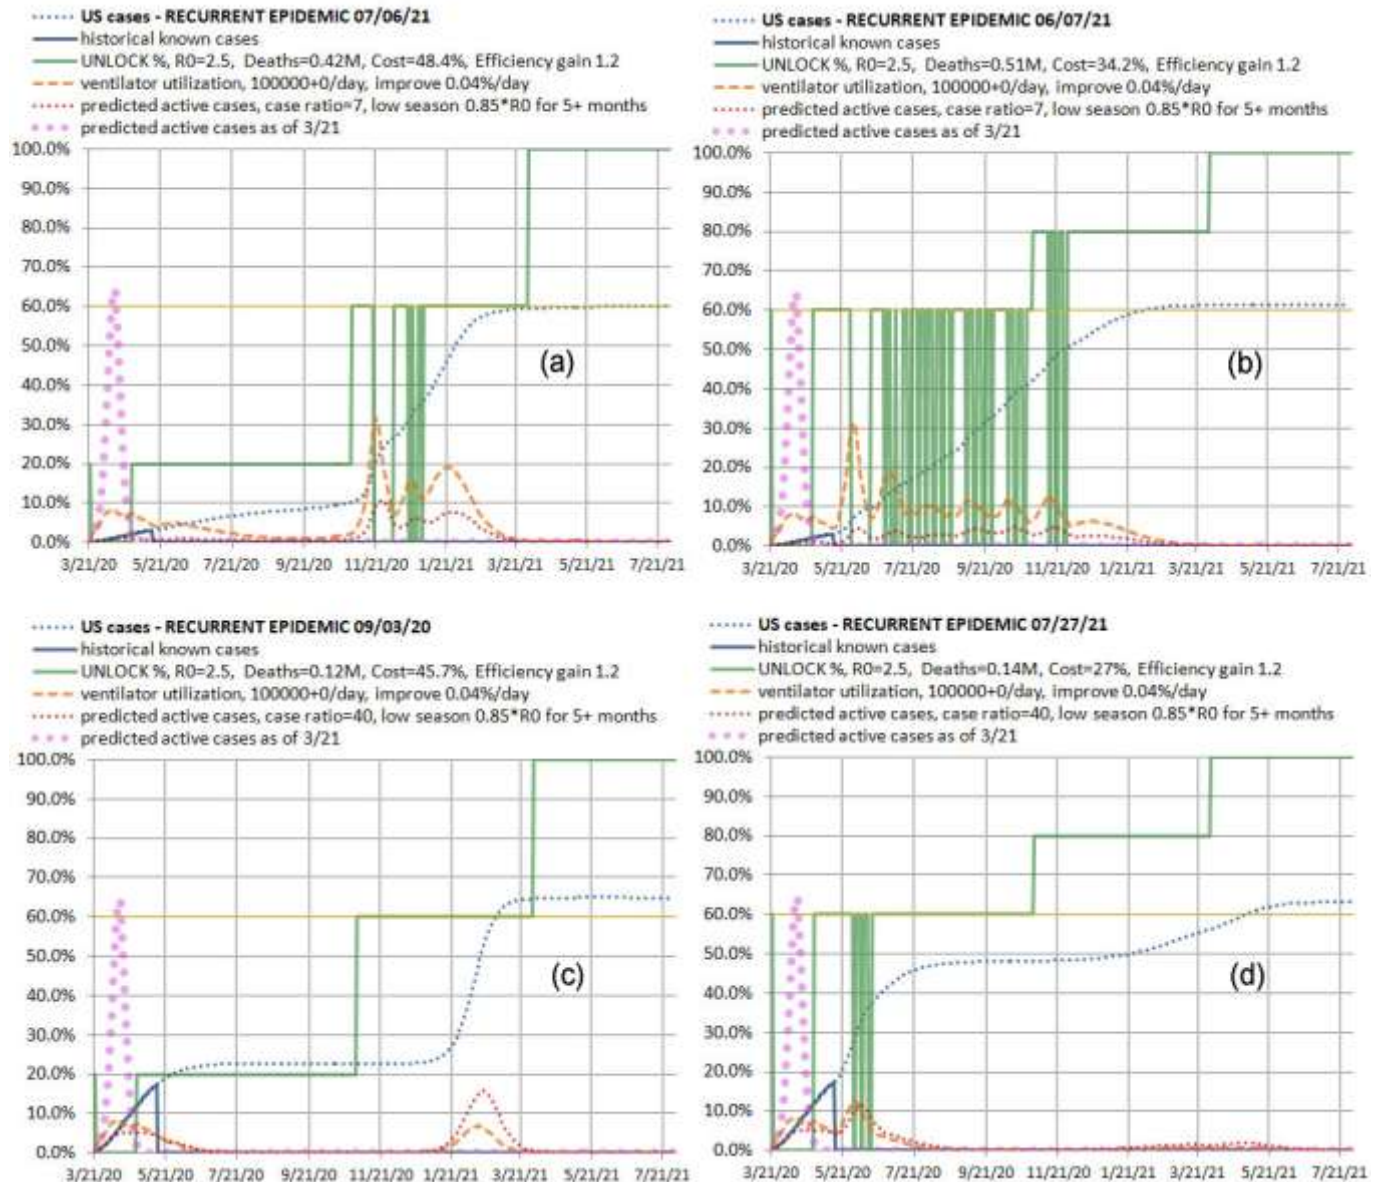 US cases - RECURRENT EPIDEMIC 07/06/21
historical known cases
UNLOCK %, R0=2.5, Deaths=0.42M, Cost=48.4%, Efficiency gain 1.2
ventilator utilization, 100000+0/day, improve 0.04%/day
predicted active cases, case ratio=7, low season 0.85*R0 for 5+ months
predicted active cases as of 3/21
100.0%
90.0%
80.0%
70.0%
60.0%
50.0%
40.0%
30.0%
20.0%
10.0%
0.0%
(a)
3/21/20 5/21/20 7/21/20 9/21/20 11/21/20 1/21/21 3/21/21 5/21/21 7/21/21
US cases - RECURRENT EPIDEMIC 06/07/21
historical known cases
UNLOCK %, R0=2.5, Deaths=0.51M, Cost=34.2%, Efficiency gain 1.2
ventilator utilization, 100000+0/day, improve 0.04%/day
predicted active cases, case ratio=7, low season 0.85*R0 for 5+ months
predicted active cases as of 3/21
100.0%
90.0%
80.0%
70.0%
60.0%
50.0%
40.0%
30.0%
20.0%
10.0%
0.0%
(b)
3/21/20 5/21/20 7/21/20 9/21/20 11/21/20 1/21/21 3/21/21 5/21/21 7/21/21
US cases - RECURRENT EPIDEMIC 09/03/20
historical known cases
UNLOCK %, R0=2.5, Deaths=0.12M, Cost=45.7%, Efficiency gain 1.2
ventilator utilization, 100000+0/day, improve 0.04%/day
predicted active cases, case ratio=40, low season 0.85*R0 for 5+ months
predicted active cases as of 3/21
100.0%
90.0%
80.0%
70.0%
60.0%
50.0%
40.0%
30.0%
20.0%
10.0%
0.0%
(c)
3/21/20 5/21/20 7/21/20 9/21/20 11/21/20 1/21/21 3/21/21 5/21/21 7/21/21
US cases - RECURRENT EPIDEMIC 07/27/21
historical known cases
UNLOCK %, R0=2.5, Deaths=0.14M, Cost=27%, Efficiency gain 1.2
ventilator utilization, 100000+0/day, improve 0.04%/day
predicted active cases, case ratio=40, low season 0.85*R0 for 5+ months
predicted active cases as of 3/21
100.0%
90.0%
80.0%
70.0%
60.0%
50.0%
40.0%
30.0%
20.0%
10.0%
0.0%
(d)
3/21/20 5/21/20 7/21/20 9/21/20 11/21/20 1/21/21 3/21/21 5/21/21 7/21/21